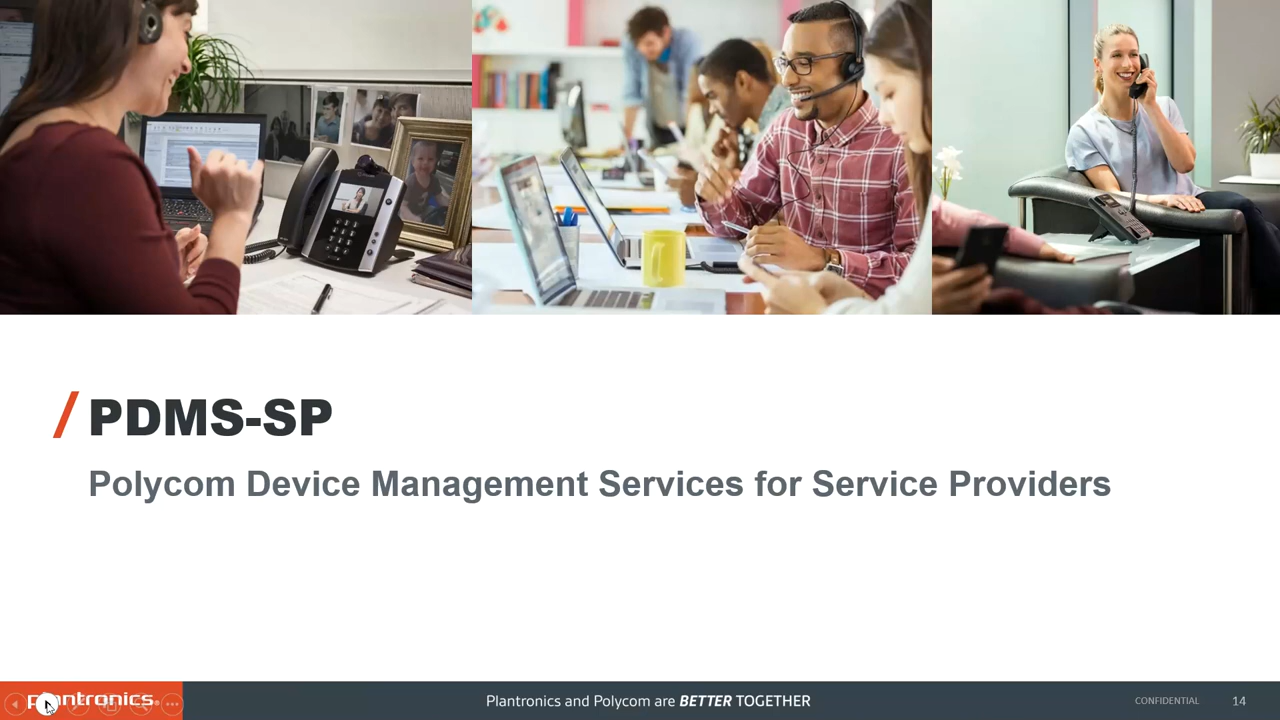 / PDMS-SP
Polycom Device Management Services for Service Providers
plantronics.
Plantronics and Polycom are BETTER TOGETHER
CONFIDENTIAL
14